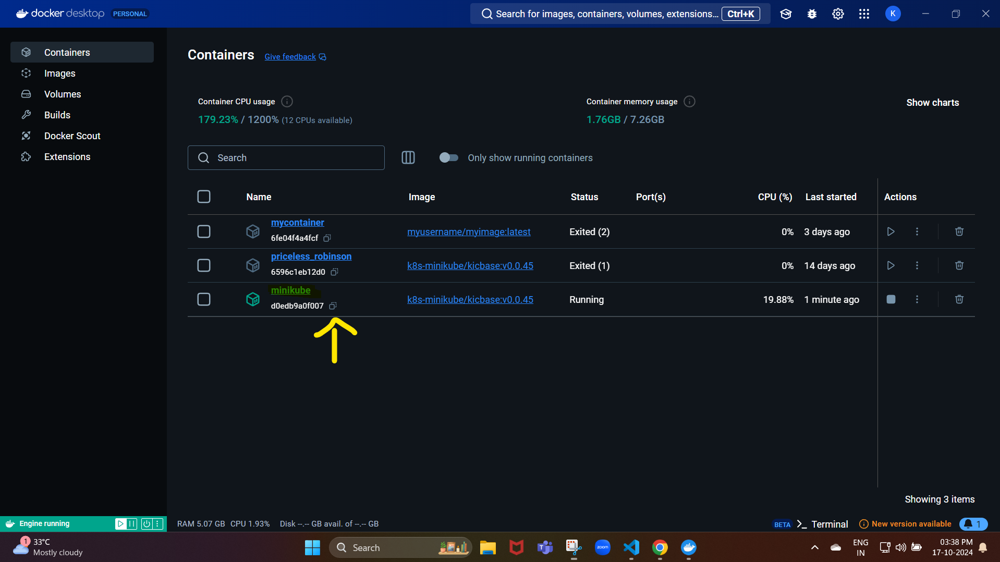 docker desktop PERSONAL
Search for images, containers, volumes, extensions... Ctrl+K
K
Containers
Images
Volumes
Builds
Docker Scout
Extensions
Containers Give feedback
Container CPU usage
179.23% / 1200% (12 CPUs available)
Container memory usage
1.76GB / 7.26GB
Show charts
Search
Only show running containers
Name Image Status Port(s) CPU (%) Last started Actions
mycontainer
6fe04f4a4fcf
myusername/myimage:latest Exited (2) 0% 3 days ago
priceless_robinson
6596c1eb12d0
k8s-minikube/kicbase:v0.0.45 Exited (1) 0% 14 days ago
minikube
d0edb9a0f007
k8s-minikube/kicbase:v0.0.45 Running 19.88% 1 minute ago
Showing 3 items
Engine running
RAM 5.07 GB CPU 1.93% Disk --.-- GB avail. of --.-- GB
BETA >_ Terminal New version available 1
1
33°C
Mostly cloudy
Search
T
zoom
ENG
IN
03:38 PM
17-10-2024